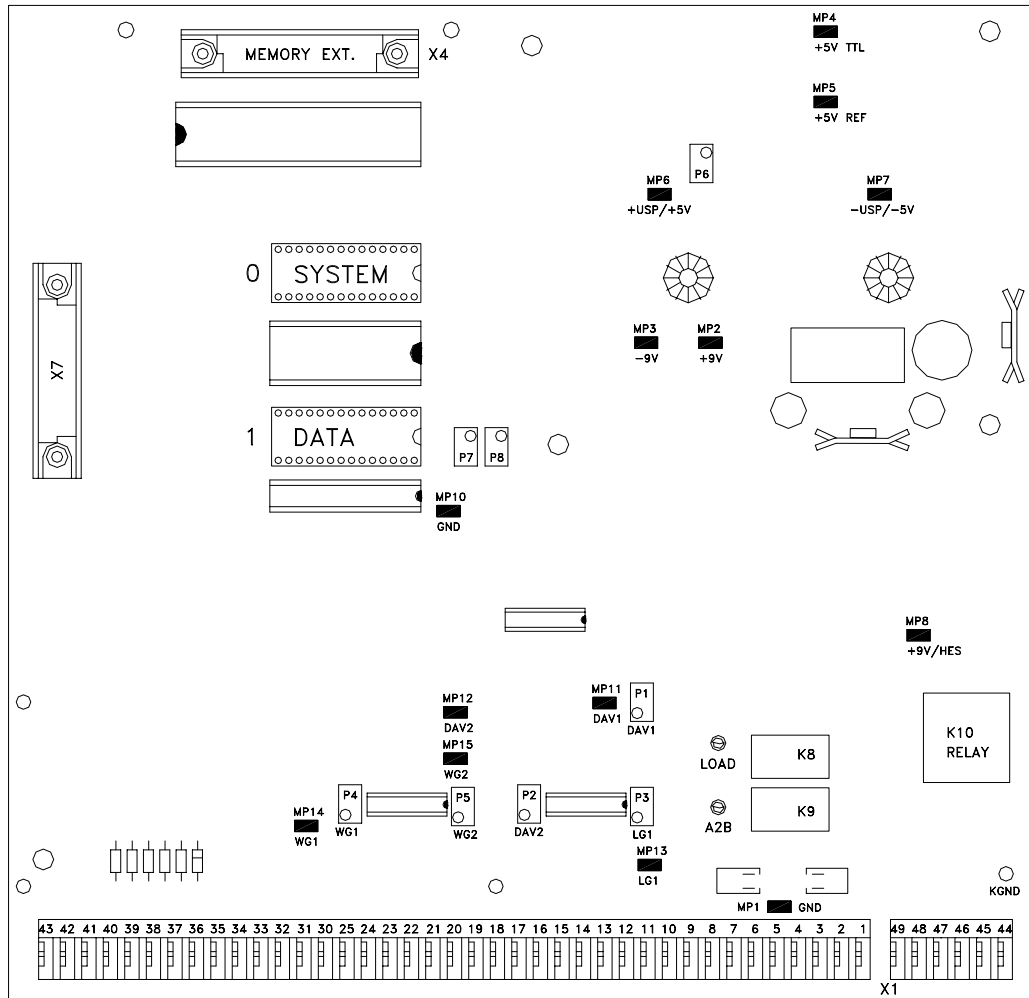 MP4
+5V TTL
MEMORY EXT. X4
MP5
+5V REF
P6
MP6
+USP/+5V
MP7
-USP/-5V
0 SYSTEM
MP3
-9V
MP2
+9V
X7
1 DATA
P7 P8
MP10
GND
MP8
+9V/HES
MP11
DAV1
P1
DAV1
MP12
DAV2
MP15
WG2
K10
RELAY
LOAD
K8
P4
WG1
P5
WG2
P2
DAV2
P3
LG1
A2B
K9
MP14
WG1
MP13
LG1
KGND
MP1 GND
43 42 41 40 39 38 37 36 35 34 33 32 31 30 25 24 23 22 21 20 19 18 17 16 15 14 13 12 11 10 9 8 7 6 5 4 3 2 1 49 48 47 46 45 44
X1